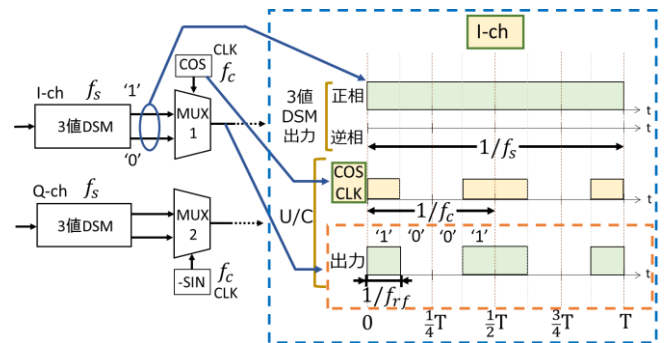 I-ch
COS CLK
f_c
I-ch f_s '1'
3値DSM
MUX 1
'0'
Q-ch f_s
3値DSM
MUX 2
-SIN f_c CLK
U/C
3値 DSM 出力
正相
t
逆相
t
1/f_s
COS CLK
t
1/f_c
'1' '0' '0' '1'
出力
t
1/f_rf
0 1/4T 1/2T 3/4T T